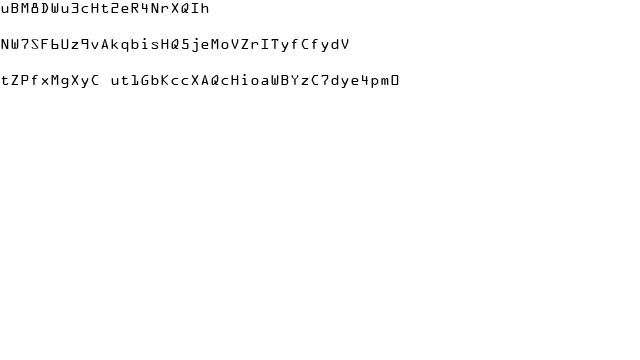 uBM8DWu3cHt2eR4NrXQIh
NW7SF6Uz9vAkqbisHQ5jeMoVZrITyfCfydV
tZPfxMgXyC ut1GbKccXAQcHioaWBYzC7dye4pmO